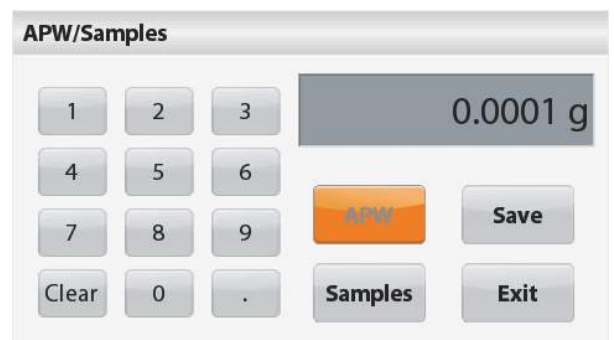 APW/Samples
0.0001 g
1 2 3
4 5 6
7 8 9
Clear 0 .
APW Save
Samples Exit